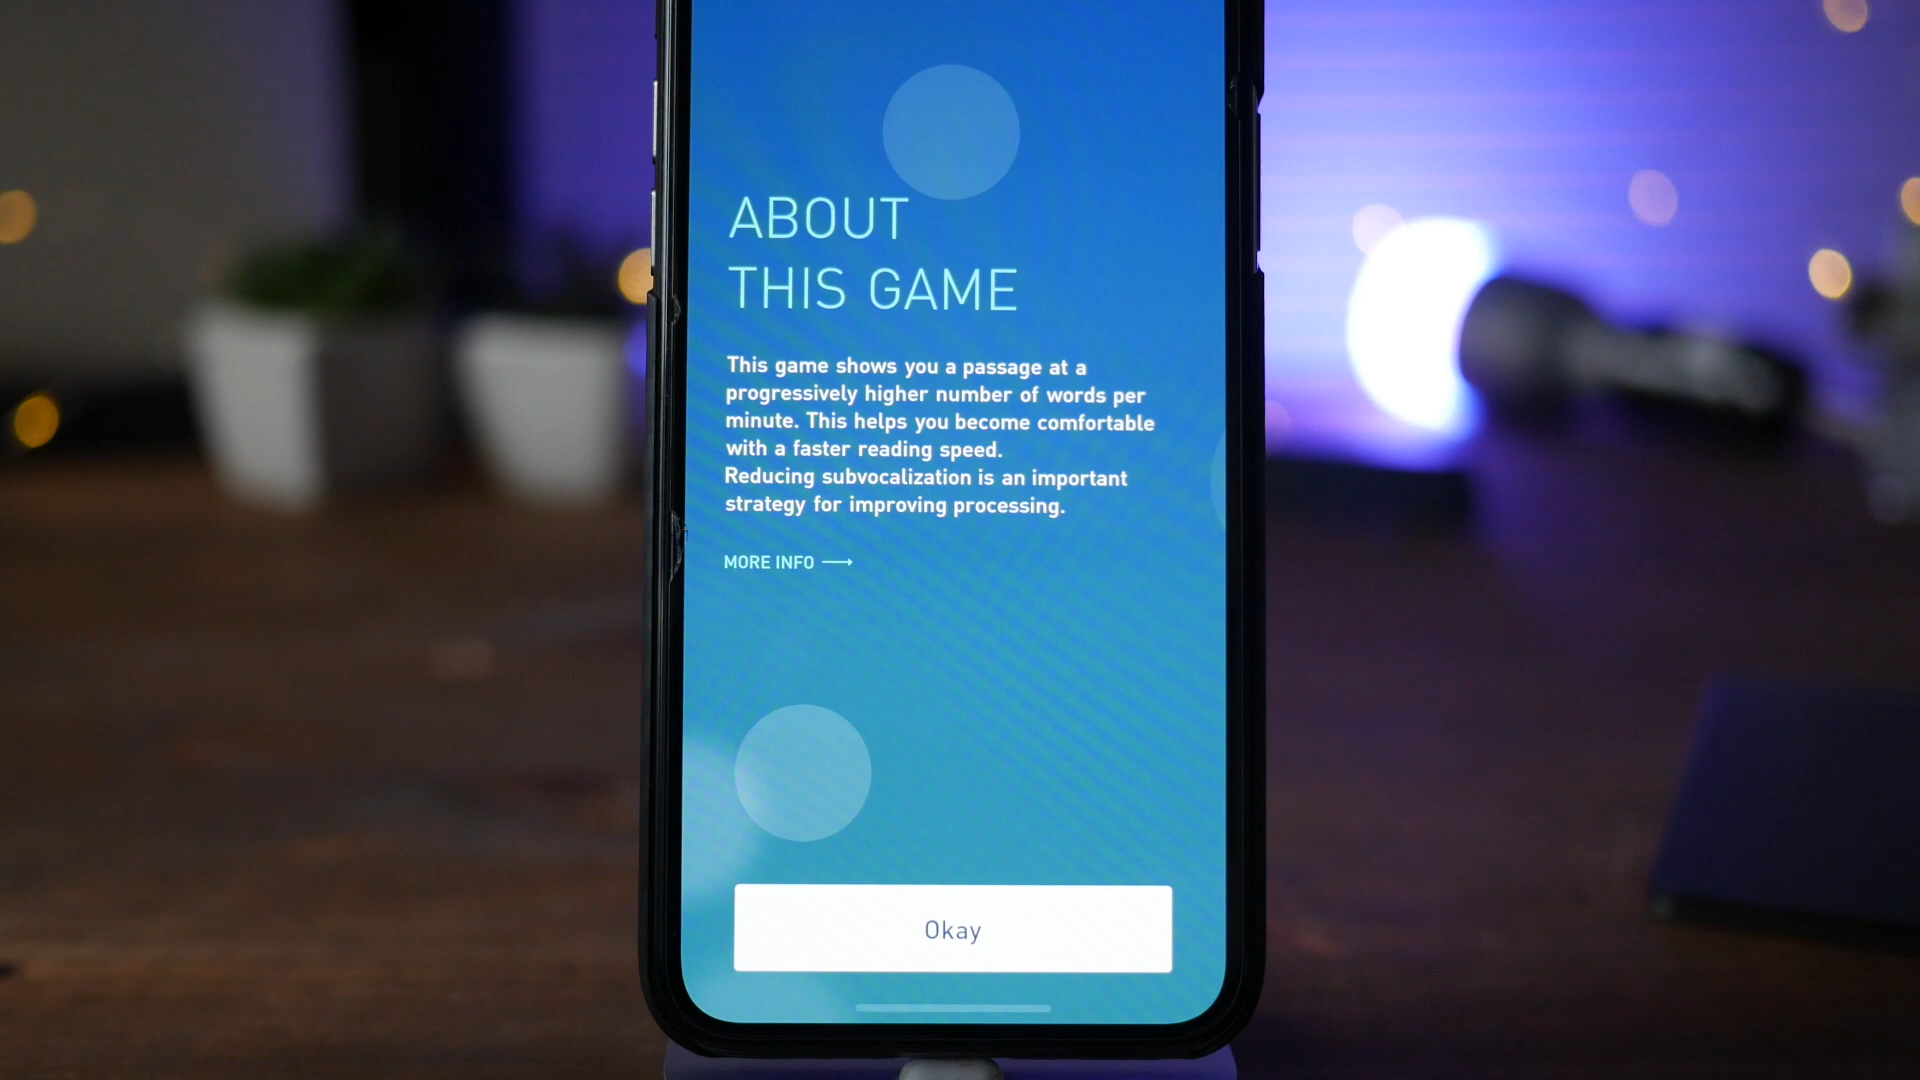 ABOUT
THIS GAME
This game shows you a passage at a
progressively higher number of words per
minute. This helps you become comfortable
with a faster reading speed.
Reducing subvocalization is an important
strategy for improving processing.
MORE INFO
Okay